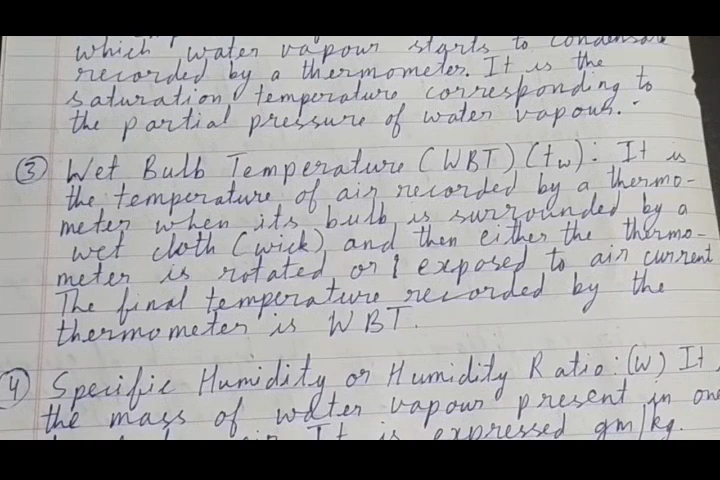 which water vapour starts to condensate
recorded by a thermometer. It is the
saturation temperature corresponding to
the partial pressure of water vapour.
③ Wet Bulb Temperature (WBT) (tw): It is
the temperature of air recorded by a thermo-
meter when its bulb is surrounded by a
wet cloth (wick) and then either the thermo-
meter is rotated or exposed to air current
The final temperature recorded by the
thermometer is WBT.
④ Specific Humidity or Humidity Ratio: (W) It
the mass of water vapour present in one
air It is expressed gm/kg.